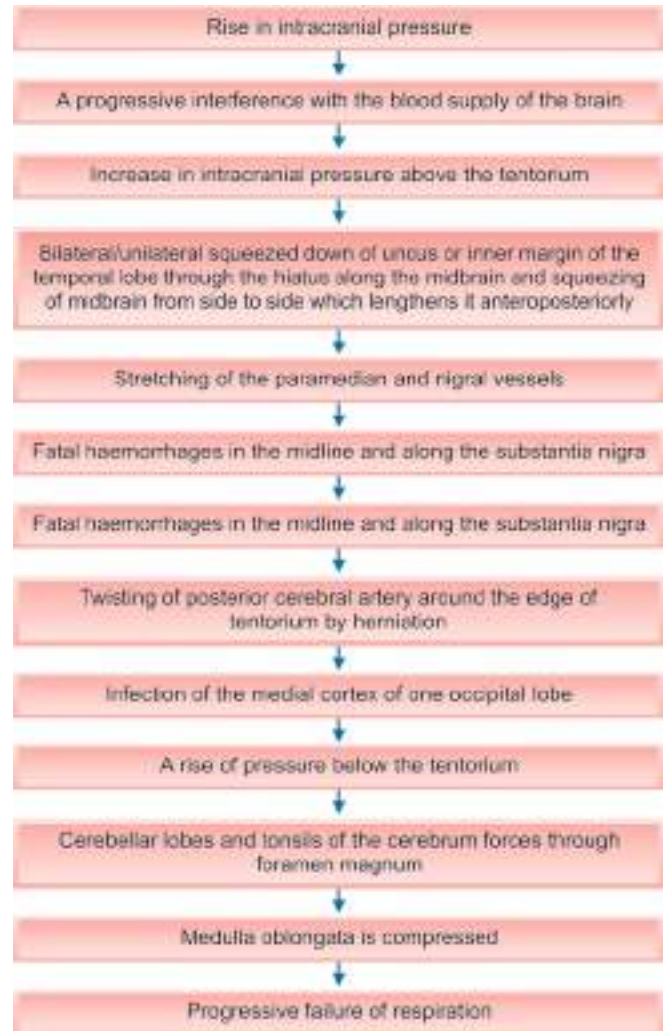 Rise in intracranial pressure
A progressive interference with the blood supply of the brain
Increase in intracranial pressure above the tentorium
Bilateral/unilateral squeezed down of uncus or inner margin of the
temporal lobe through the hiatus along the midbrain and squeezing
of midbrain from side to side which lengthens it anteroposteriorly
Stretching of the paramedian and nigral vessels
Fatal haemorrhages in the midline and along the substantia nigra
Fatal haemorrhages in the midline and along the substantia nigra
Twisting of posterior cerebral artery around the edge of
tentorium by herniation
Infection of the medial cortex of one occipital lobe
A rise of pressure below the tentorium
Cerebellar lobes and tonsils of the cerebrum forces through
foramen magnum
Medulla oblongata is compressed
Progressive failure of respiration